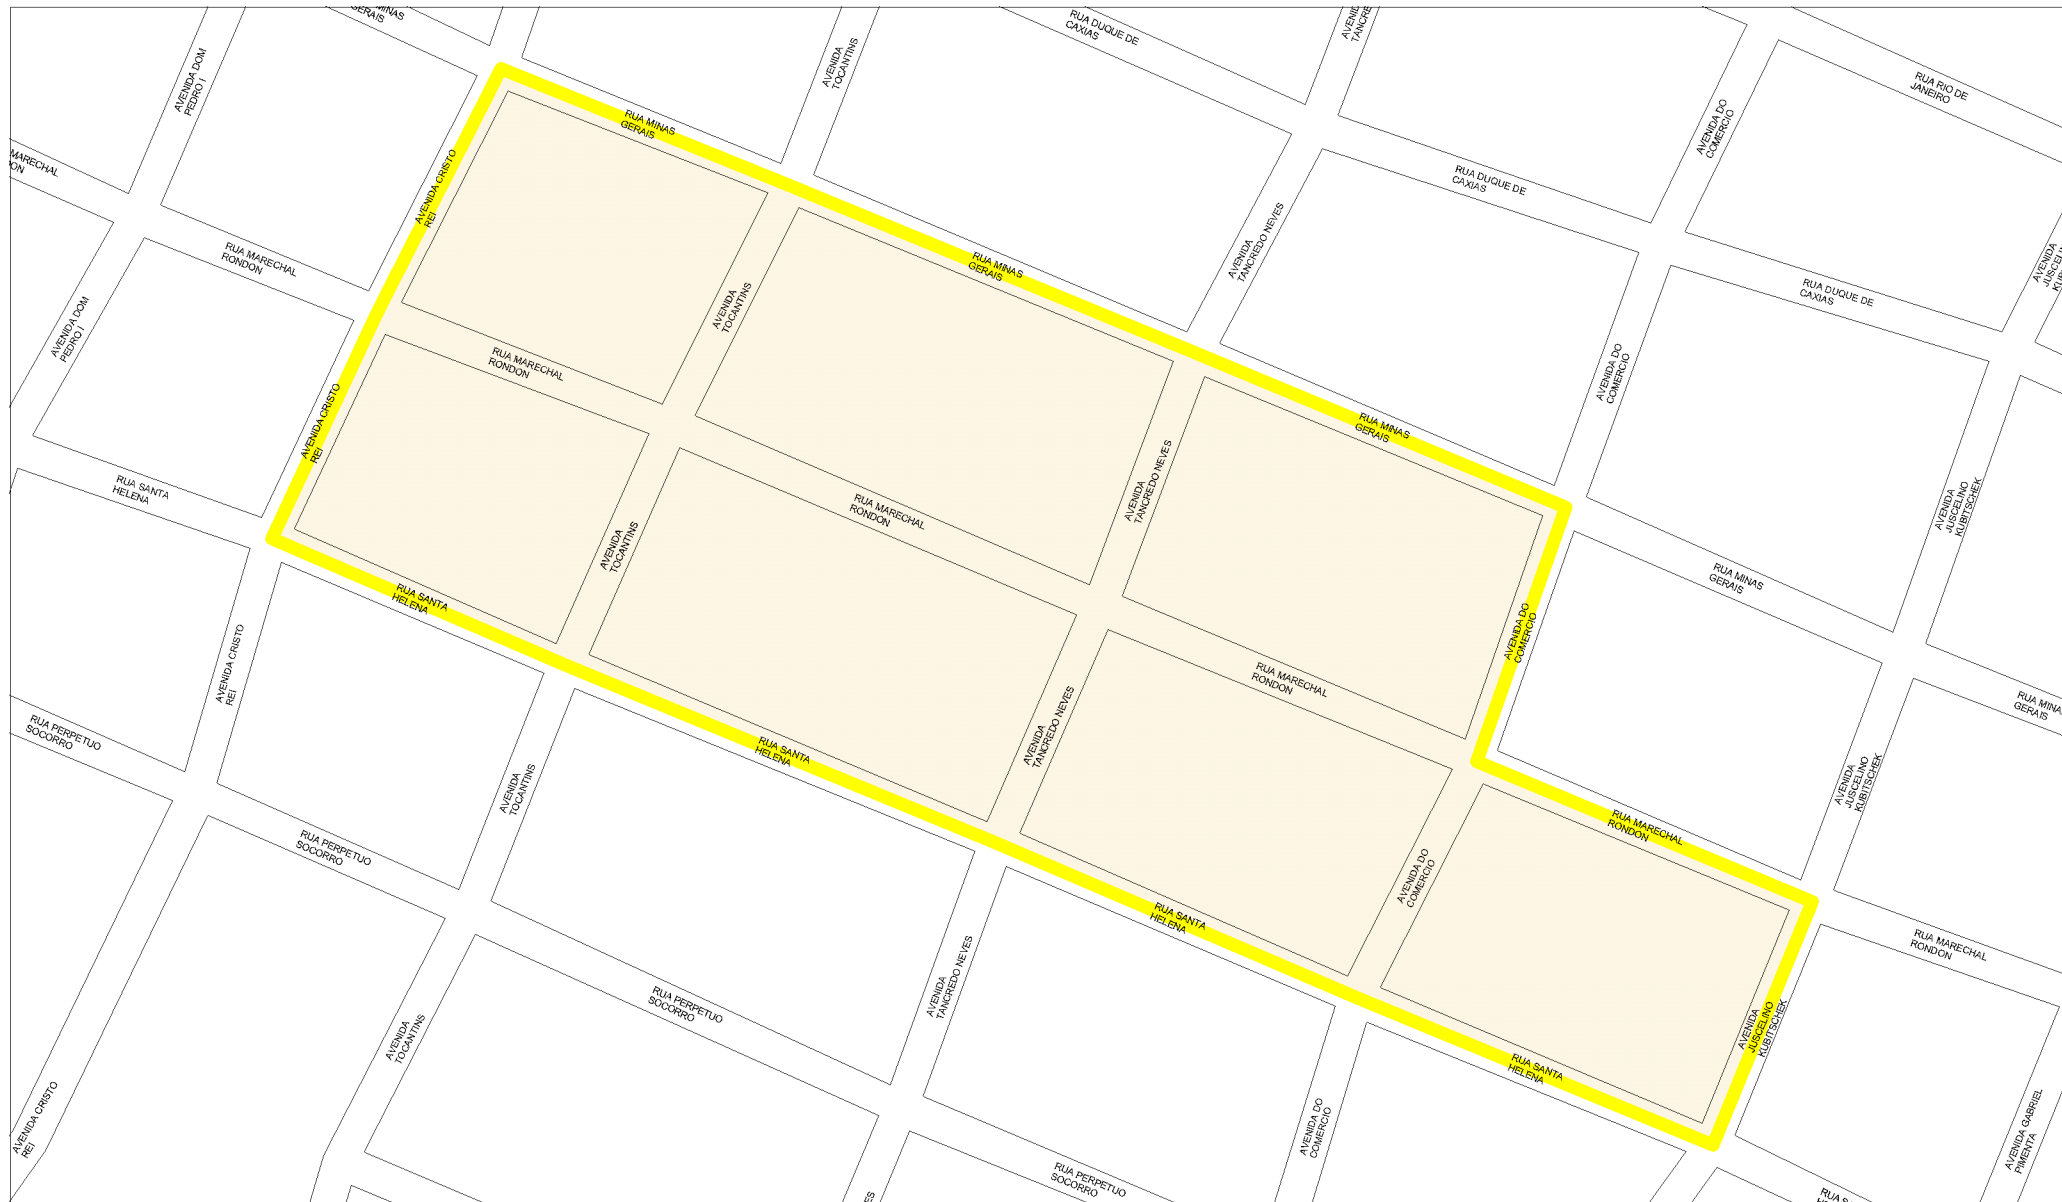 MINAS
GERAIS
RUA DUQUE DE
CAXIAS
AVENIDA DOM
PEDRO I
AVENIDA
TOCANTINS
RUA RIO DE
JANEIRO
RUA MINAS
GERAIS
AVENIDA DO
COMERCIO
MARECHAL
AVENIDA CRISTO
REI
RUA DUQUE DE
CAXIAS
RUA MARECHAL
RONDON
AVENIDA
TANCREDO NEVES
RUA MINAS
GERAIS
AVENIDA
RUA DUQUE DE
CAXIAS
AVENIDA DOM
PEDRO I
AVENIDA
TOCANTINS
RUA MARECHAL
RONDON
AVENIDA DO
COMERCIO
AVENIDA CRISTO
REI
RUA MINAS
GERAIS
RUA SANTA
HELENA
AVENIDA
TANCREDO NEVES
RUA MARECHAL
RONDON
AVENIDA
JUSCELINO
KUBITSCHEK
AVENIDA
TOCANTINS
RUA SANTA
HELENA
RUA MINAS
GERAIS
AVENIDA CRISTO
REI
AVENIDA DO
COMERCIO
RUA MARECHAL
RONDON
RUA MINAS
GERAIS
RUA PERPETUO
SOCORRO
AVENIDA
TANCREDO NEVES
RUA SANTA
HELENA
AVENIDA
TOCANTINS
AVENIDA
JUSCELINO
KUBITSCHEK
RUA MARECHAL
RONDON
RUA PERPETUO
SOCORRO
AVENIDA DO
COMERCIO
RUA SANTA
HELENA
RUA MARECHAL
RONDON
AVENIDA
TANCREDO NEVES
RUA PERPETUO
SOCORRO
AVENIDA
TOCANTINS
AVENIDA
JUSCELINO
KUBITSCHEK
RUA SANTA
HELENA
AVENIDA CRISTO
REI
AVENIDA DO
COMERCIO
AVENIDA GABRIEL
PIMENTA
RUA PERPETUO
SOCORRO